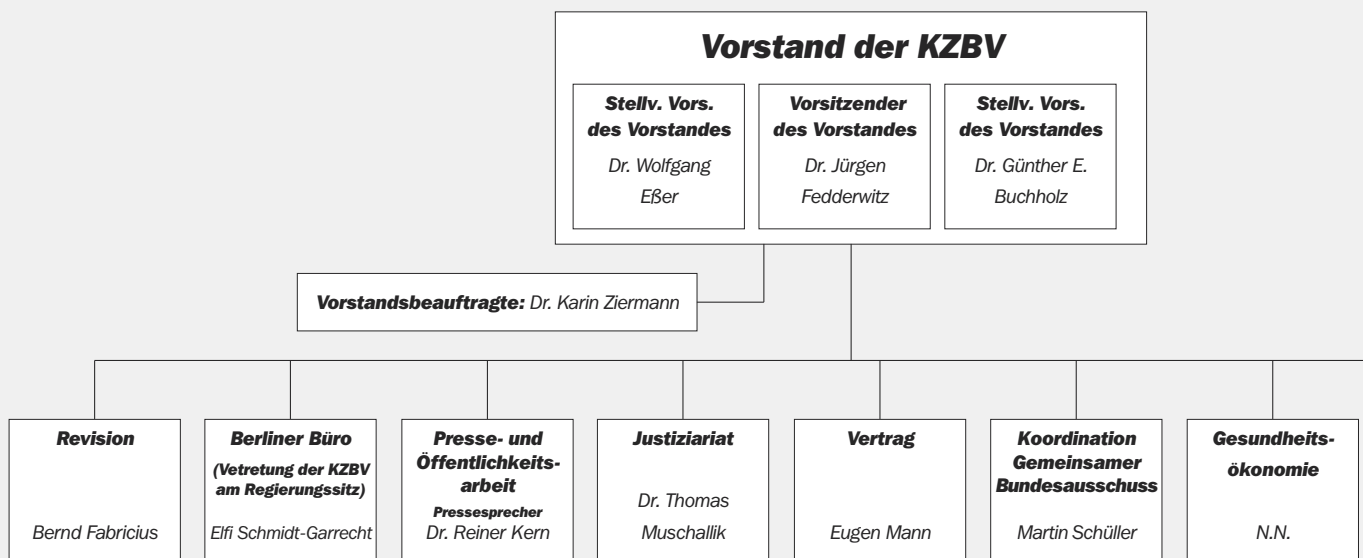 Vorstand der KZBV
Stellv. Vors.
des Vorstandes
Dr. Wolfgang
Eßer
Vorsitzender
des Vorstandes
Dr. Jürgen
Fedderwitz
Stellv. Vors.
des Vorstandes
Dr. Günther E.
Buchholz
Vorstandsbeauftragte: Dr. Karin Ziermann
Revision
Bernd Fabricius
Berliner Büro
(Vetretung der KZBV
am Regierungssitz)
Elfi Schmidt-Garrecht
Presse- und
Öffentlichkeits-
arbeit
Pressesprecher
Dr. Reiner Kern
Justiziariat
Dr. Thomas
Muschallik
Vertrag
Eugen Mann
Koordination
Gemeinsamer
Bundesausschuss
Martin Schüller
Gesundheits-
ökonomie
N.N.